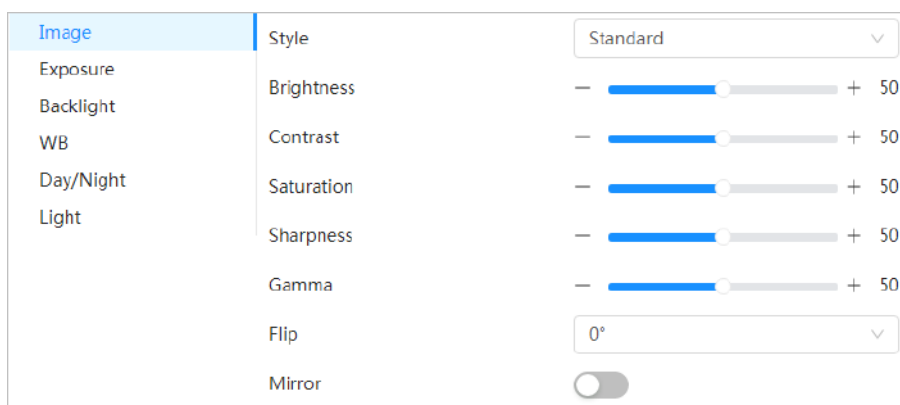 Image
Exposure
Backlight
WB
Day/Night
Light
Style Standard
Brightness — + 50
Contrast — + 50
Saturation — + 50
Sharpness — + 50
Gamma — + 50
Flip 0°
Mirror